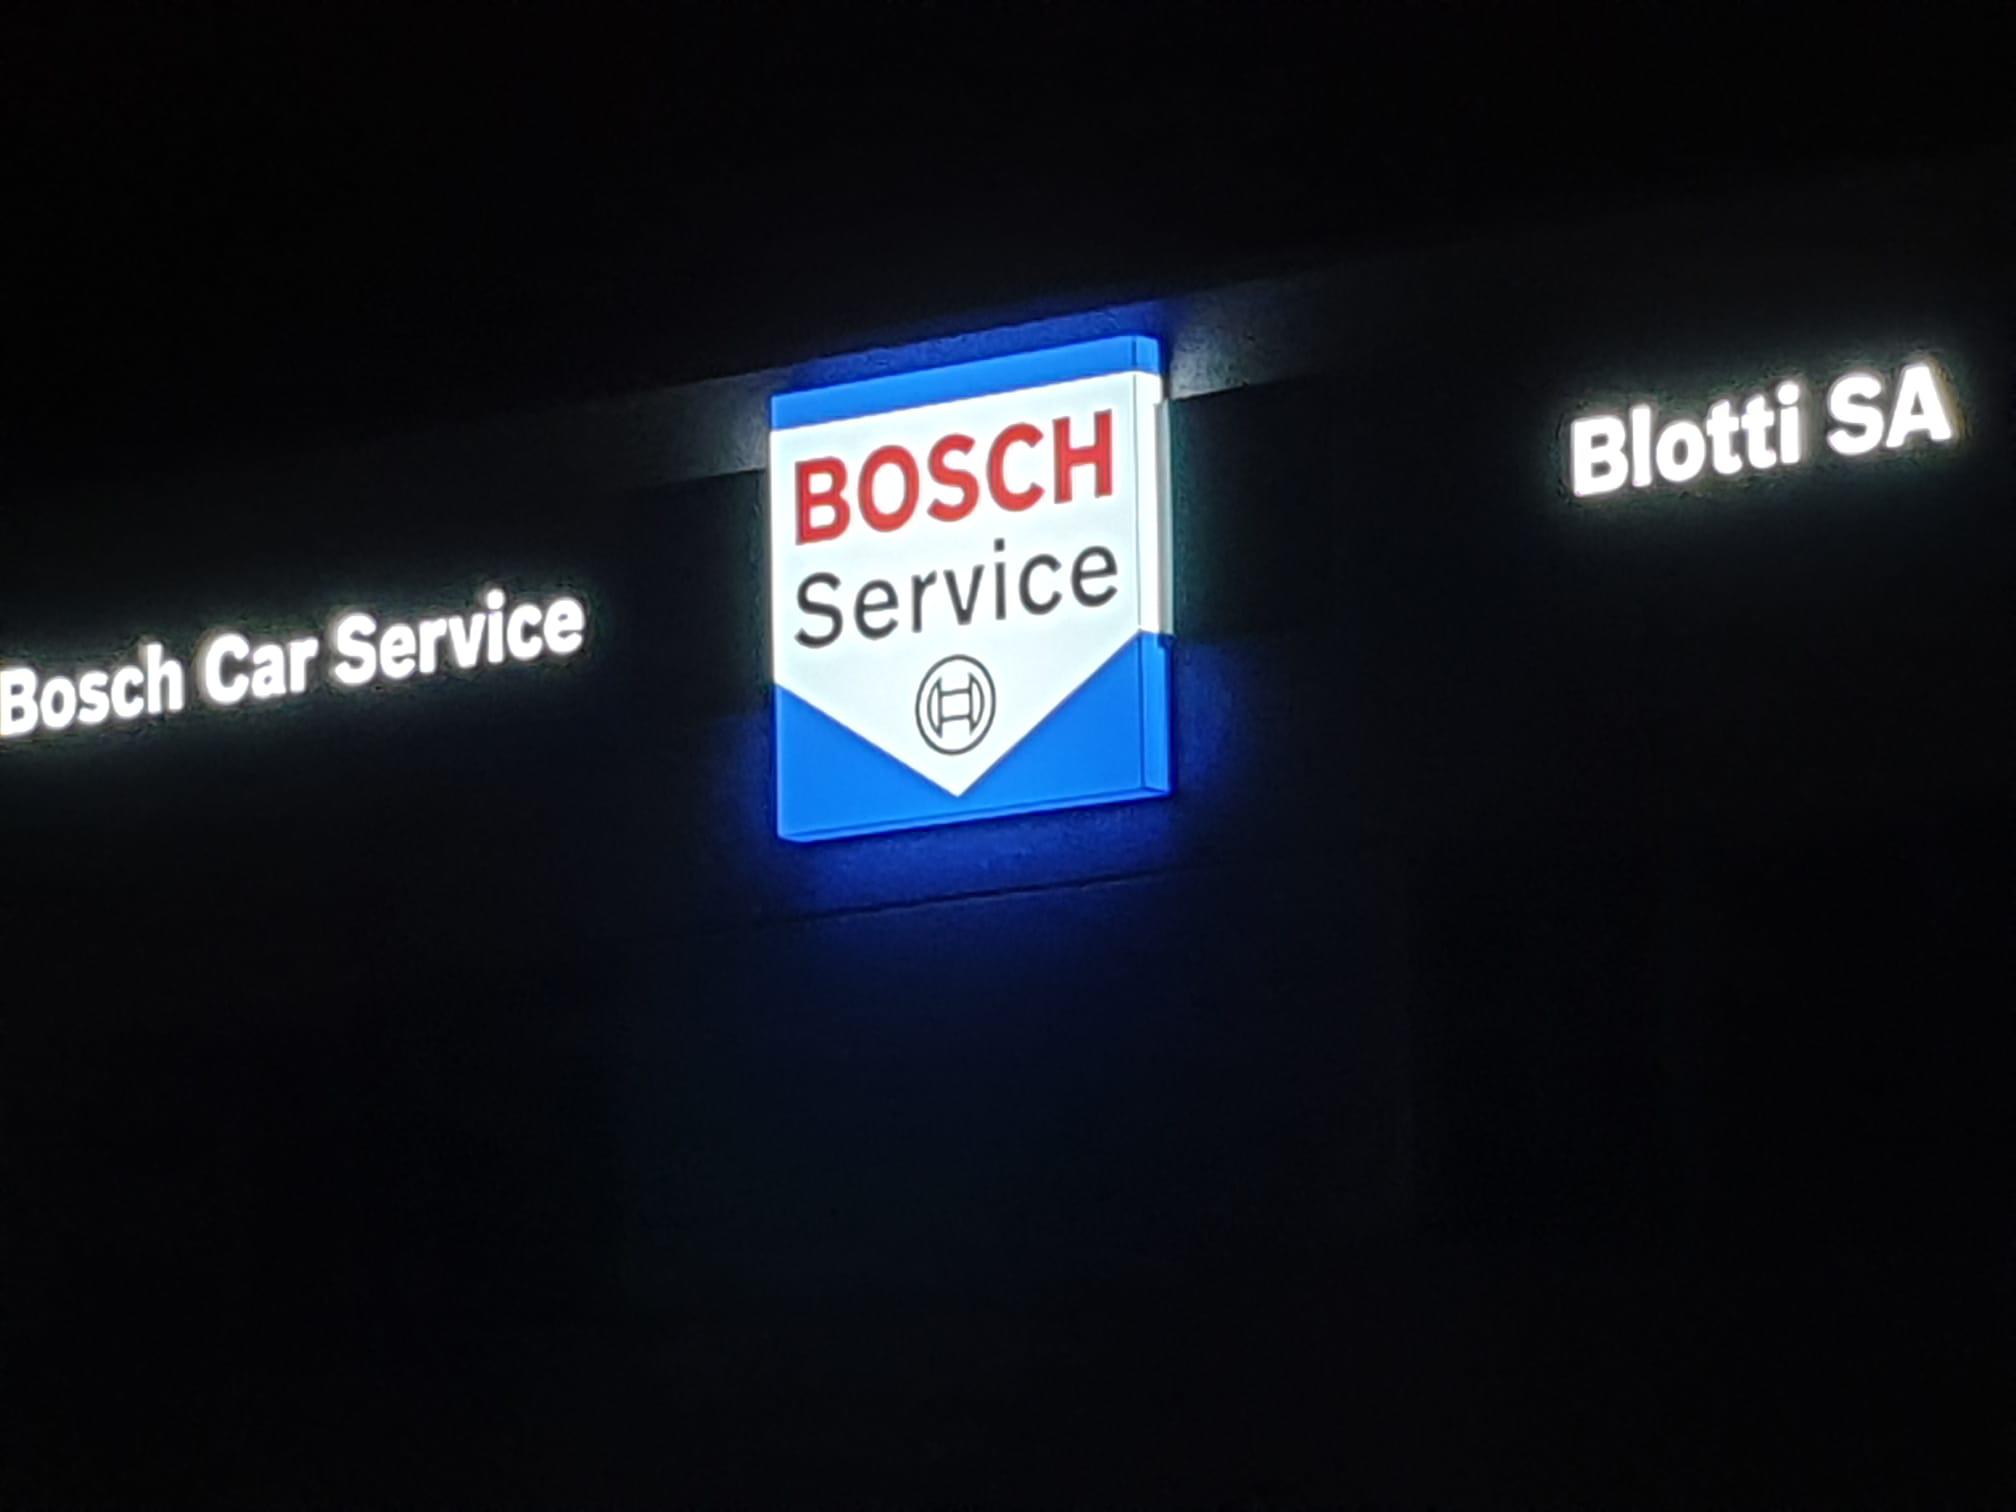 Bosch Car Service
BOSCH
Service
Blotti SA